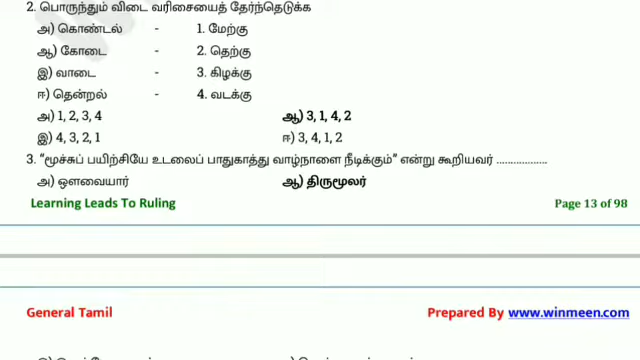 2. பொருந்தும் விடை வரிசையைத் தேர்ந்தெடுக்க
அ) கொண்டல் - 1. மேற்கு
ஆ) கோடை - 2. தெற்கு
இ) வாடை - 3. கிழக்கு
ஈ) தென்றல் - 4. வடக்கு
அ) 1, 2, 3, 4 ஆ) 3, 1, 4, 2
இ) 4, 3, 2, 1 ஈ) 3, 4, 1, 2
3. “மூச்சுப் பயிற்சியே உடலைப் பாதுகாத்து வாழ்நாளை நீடிக்கும்” என்று கூறியவர் ..................
அ) ஔவையார் ஆ) திருமூலர்
Learning Leads To Ruling Page 13 of 98
General Tamil Prepared By www.winmeen.com